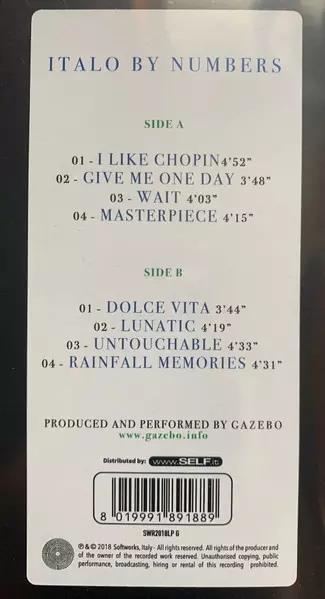 ITALO BY NUMBERS
SIDE A
01 - I LIKE CHOPIN 4'52"
02 - GIVE ME ONE DAY 3'48"
03 - WAIT 4'03"
04 - MASTERPIECE 4'15"
SIDE B
01 - DOLCE VITA 3'44"
02 - LUNATIC 4'19"
03 - UNTOUCHABLE 4'33"
04 - RAINFALL MEMORIES 4'31"
PRODUCED AND PERFORMED BY GAZEBO
www.gazebo.info
Distributed by: www.SELF.it
8 019991 891889
SWR2018LP G
℗ & © 2018 Softworks, Italy - All rights reserved. All rights of the producer and
of the owner of the recorded work reserved. Unauthorised copying, public
performance, broadcasting, hiring or rental of this recording prohibited.